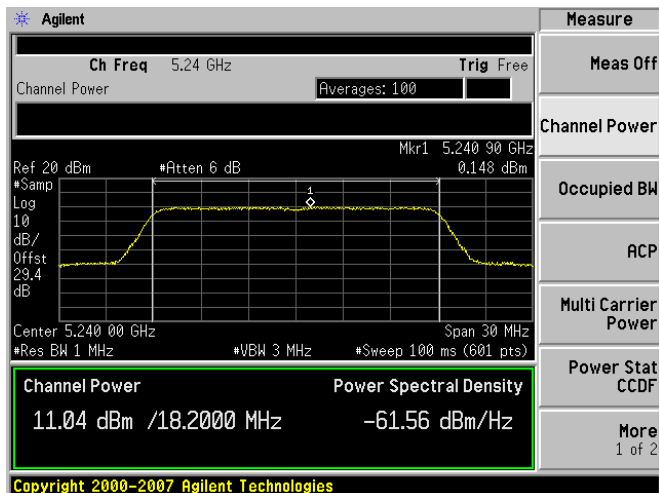 Agilent
Measure
Ch Freq 5.24 GHz Trig Free
Channel Power Averages: 100
Mkr1 5.240 90 GHz
Ref 20 dBm #Atten 6 dB 0.148 dBm
#Samp
Log
10
dB/
Offst
29.4
dB
1
Center 5.240 00 GHz Span 30 MHz
#Res BW 1 MHz #VBW 3 MHz #Sweep 100 ms (601 pts)
Channel Power Power Spectral Density
11.04 dBm /18.2000 MHz -61.56 dBm/Hz
Copyright 2000-2007 Agilent Technologies
Meas Off
Channel Power
Occupied BW
ACP
Multi Carrier
Power
Power Stat
CCDF
More
1 of 2